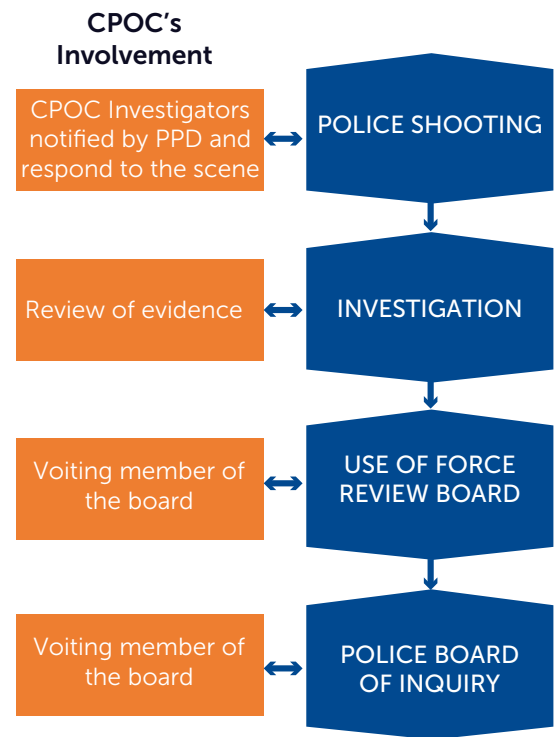 CPOC's
Involvement
CPOC Investigators
notified by PPD and
respond to the scene
POLICE SHOOTING
Review of evidence
INVESTIGATION
Voiting member of
the board
USE OF FORCE
REVIEW BOARD
Voiting member of
the board
POLICE BOARD
OF INQUIRY